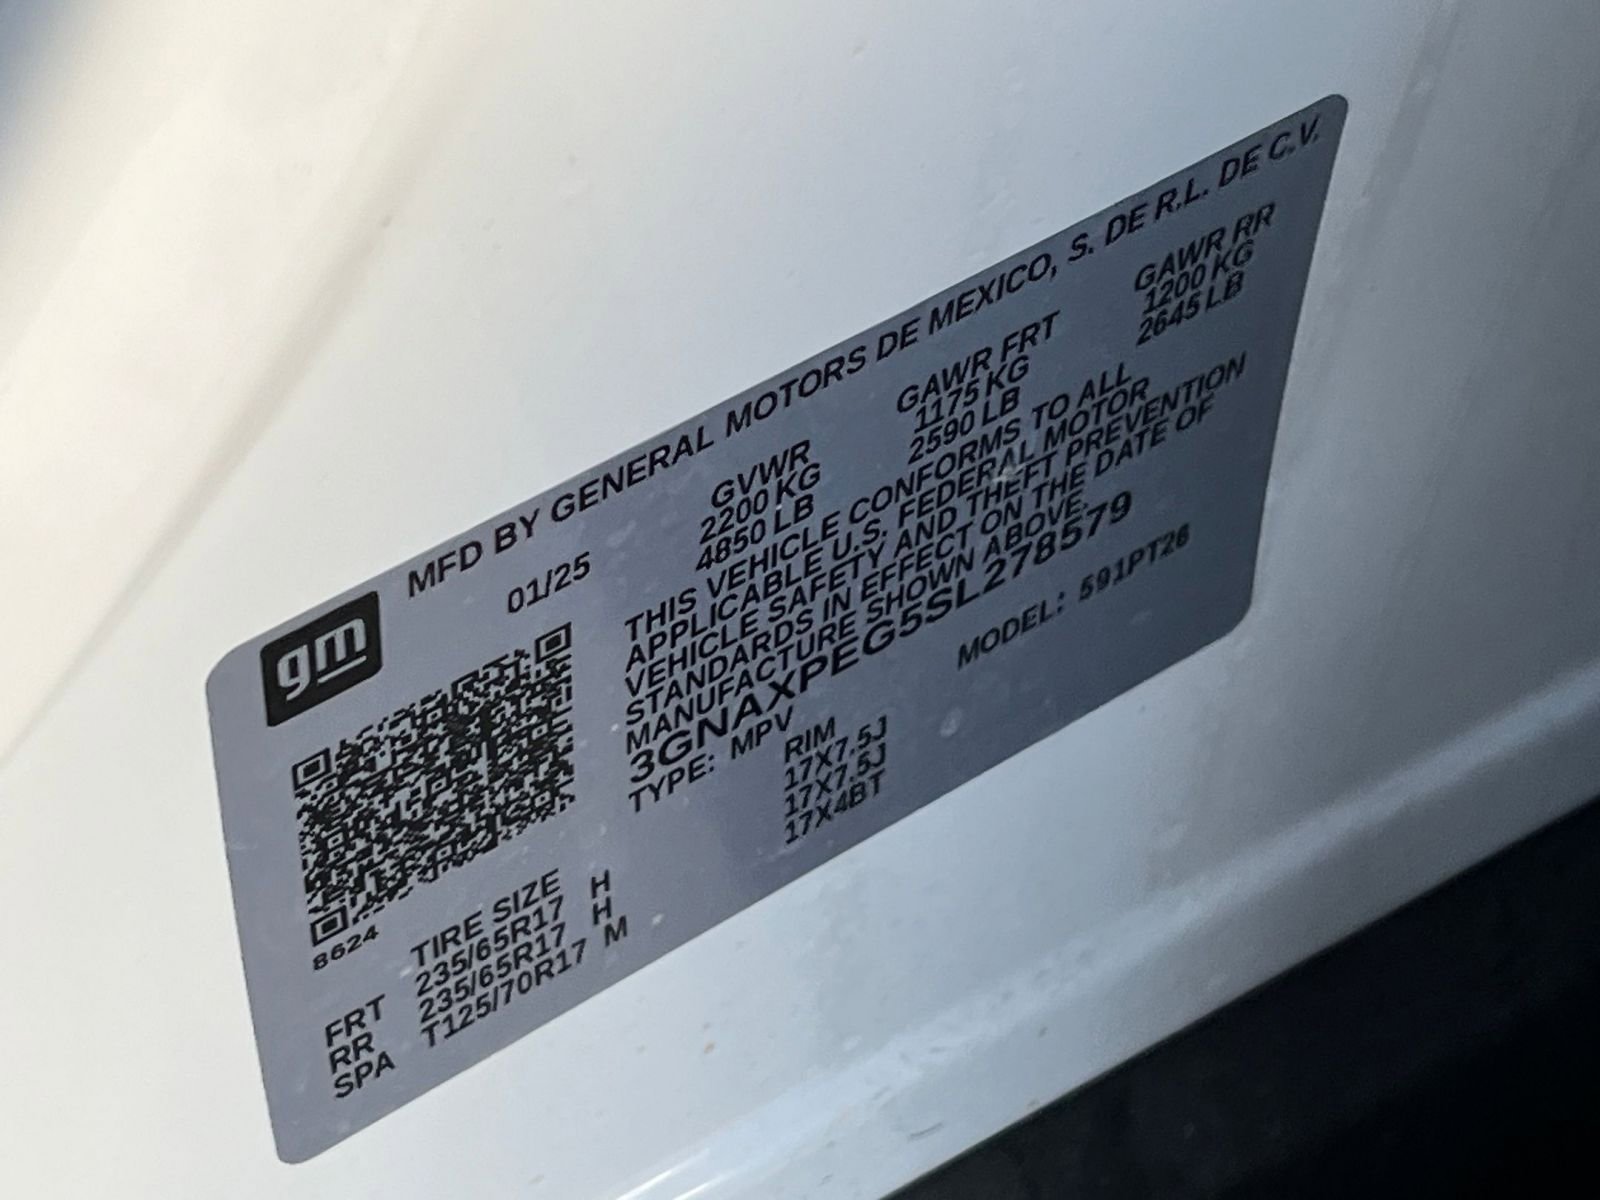 gm
MFD BY GENERAL MOTORS DE MEXICO, S. DE R.L. DE C.V.
01/25
GVWR GAWR FRT GAWR RR
2200 KG 1175 KG 1200 KG
4850 LB 2590 LB 2645 LB
THIS VEHICLE CONFORMS TO ALL
APPLICABLE U.S. FEDERAL MOTOR
VEHICLE SAFETY AND THEFT PREVENTION
STANDARDS IN EFFECT ON THE DATE OF
MANUFACTURE SHOWN ABOVE.
3GNAXPEG5SL278579
TYPE: MPV MODEL: 591PT26
8624
TIRE SIZE RIM
FRT 235/65R17 H 17X7.5J
RR 235/65R17 H 17X7.5J
SPA T125/70R17 M 17X4BT